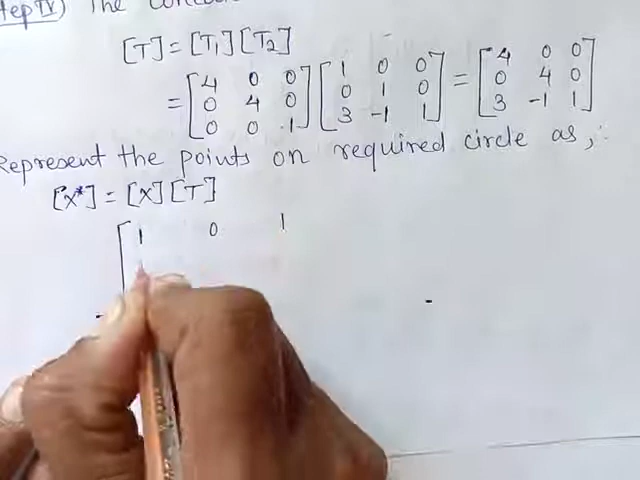 Step IV) The
[T] = [T₁][T₂]
= [4 0 0 [1 0 0 = [4 0 0
0 4 0 0 1 0 0 4 0
0 0 1] 3 -1 1] 3 -1 1]
Represent the points on required circle as,
[X*] = [X][T]
[1 0 1